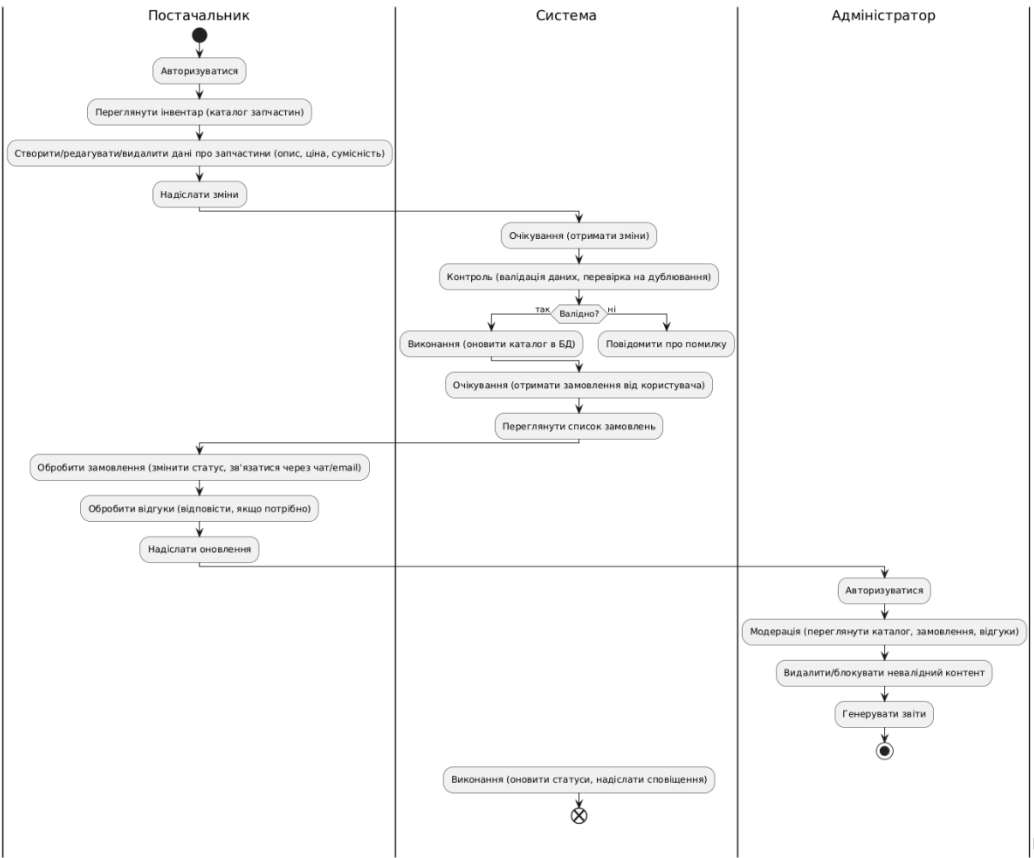 Постачальник
Система
Адміністратор
Авторизуватися
Переглянути інвентар (каталог запчастин)
Створити/редагувати/видалити дані про запчастини (опис, ціна, сумісність)
Надіслати зміни
Очікування (отримати зміни)
Контроль (валідація даних, перевірка на дублювання)
так
Валідно?
ні
Виконання (оновити каталог в БД)
Повідомити про помилку
Очікування (отримати замовлення від користувача)
Переглянути список замовлень
Обробити замовлення (змінити статус, зв'язатися через чат/email)
Обробити відгуки (відповісти, якщо потрібно)
Надіслати оновлення
Авторизуватися
Модерація (переглянути каталог, замовлення, відгуки)
Видалити/блокувати невалідний контент
Генерувати звіти
Виконання (оновити статуси, надіслати сповіщення)